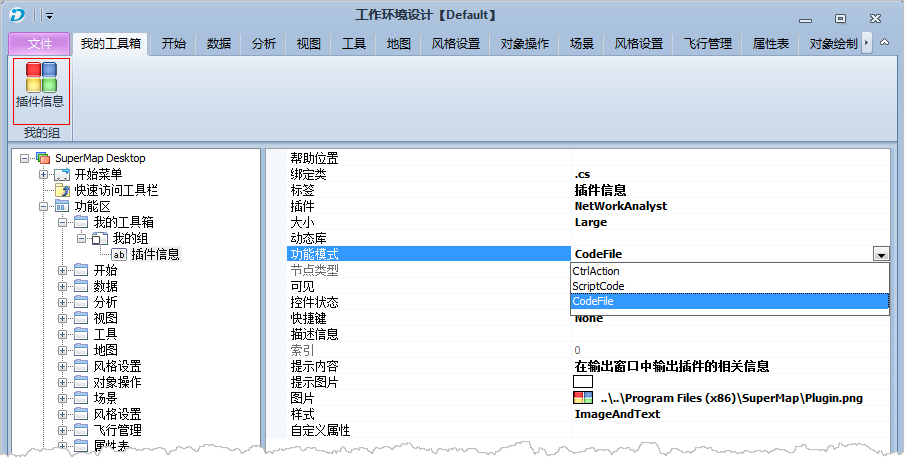 工作环境设计【Default】
文件 我的工具箱 开始 数据 分析 视图 工具 地图 风格设置 对象操作 场景 风格设置 飞行管理 属性表 对象绘制
插件信息
我的组
SuperMap Desktop
开始菜单
快速访问工具栏
功能区
我的工具箱
我的组
ab 插件信息
开始
数据
分析
视图
工具
地图
风格设置
对象操作
场景
风格设置
飞行管理
属性表
帮助位置
绑定类 .cs
标签 插件信息
插件 NetWorkAnalyst
大小 Large
动态库
功能模式 CodeFile
节点类型 CtrlAction
可见 ScriptCode
控件状态 CodeFile
快捷键 None
描述信息
索引 0
提示内容 在输出窗口中输出插件的相关信息
提示图片
图片 ..\..\Program Files (x86)\SuperMap\Plugin.png
样式 ImageAndText
自定义属性